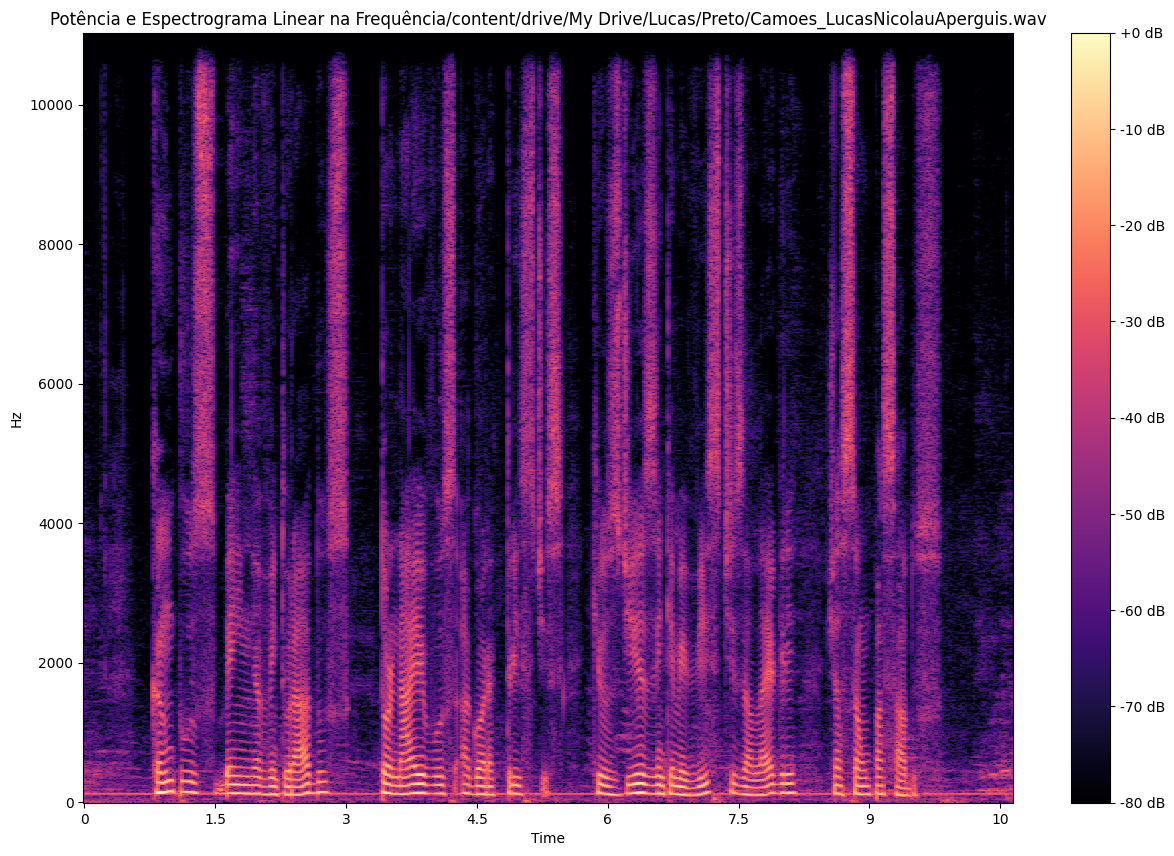 Potência e Espectrograma Linear na Frequência/content/drive/My Drive/Lucas/Preto/Camoes_LucasNicolauAperguis.wav
+0 dB
10000
-10 dB
8000
-20 dB
-30 dB
6000
Hz
-40 dB
4000
-50 dB
-60 dB
2000
-70 dB
0
-80 dB
0 1.5 3 4.5 6 7.5 9 10
Time